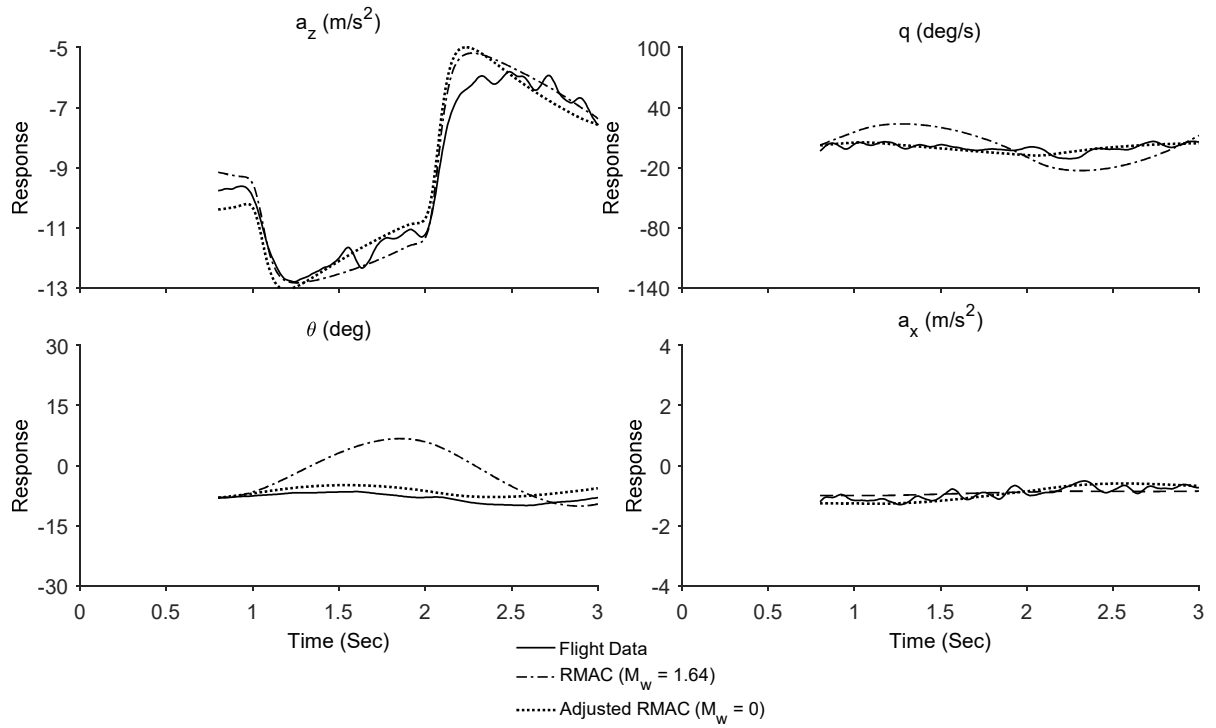 a_z (m/s^2)
Response
-5
-7
-9
-11
-13
q (deg/s)
Response
100
40
-20
-80
-140
θ (deg)
Response
30
15
0
-15
-30
0 0.5 1 1.5 2 2.5 3
Time (Sec)
a_x (m/s^2)
Response
4
2
0
-2
-4
0 0.5 1 1.5 2 2.5 3
Time (Sec)
Flight Data
RMAC (M_w = 1.64)
Adjusted RMAC (M_w = 0)